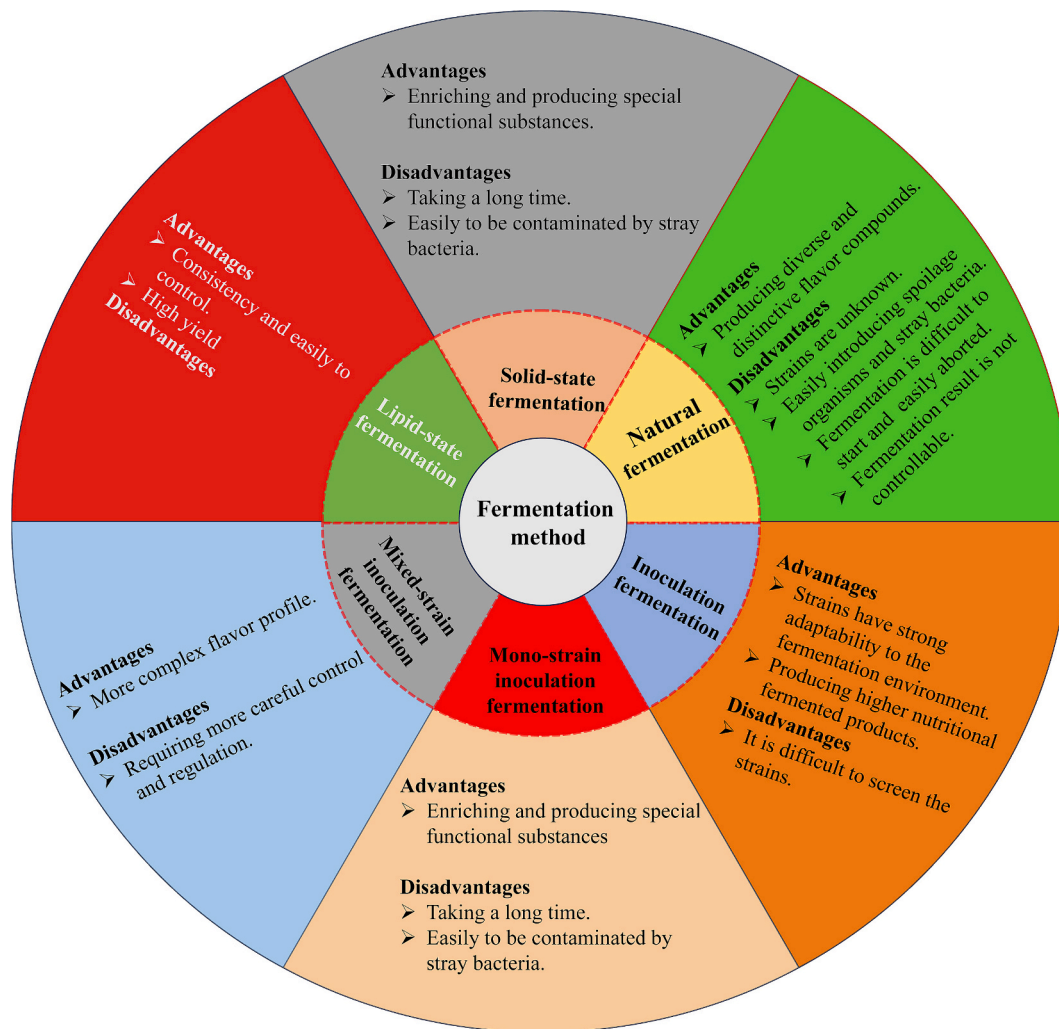 Fermentation
method
Solid-state
fermentation
Advantages
➢ Enriching and producing special
functional substances.
Disadvantages
➢ Taking a long time.
➢ Easily to be contaminated by stray
bacteria.
Natural
fermentation
Advantages
➢ Producing diverse and
distinctive flavor compounds.
Disadvantages
➢ Strains are unknown.
➢ Easily introducing spoilage
organisms and stray bacteria.
➢ Fermentation is difficult to
start and easily aborted.
➢ Fermentation result is not
controllable.
Inoculation
fermentation
Advantages
➢ Strains have strong
adaptability to the
fermentation environment.
➢ Producing higher nutritional
fermented products.
Disadvantages
➢ It is difficult to screen the
strains.
Mono-strain
inoculation
fermentation
Advantages
➢ Enriching and producing special
functional substances
Disadvantages
➢ Taking a long time.
➢ Easily to be contaminated by
stray bacteria.
Mixed-strain
inoculation
fermentation
Advantages
➢ More complex flavor profile.
Disadvantages
➢ Requiring more careful control
and regulation.
Lipid-state
fermentation
Advantages
➢ Consistency and easily to
control.
➢ High yield
Disadvantages